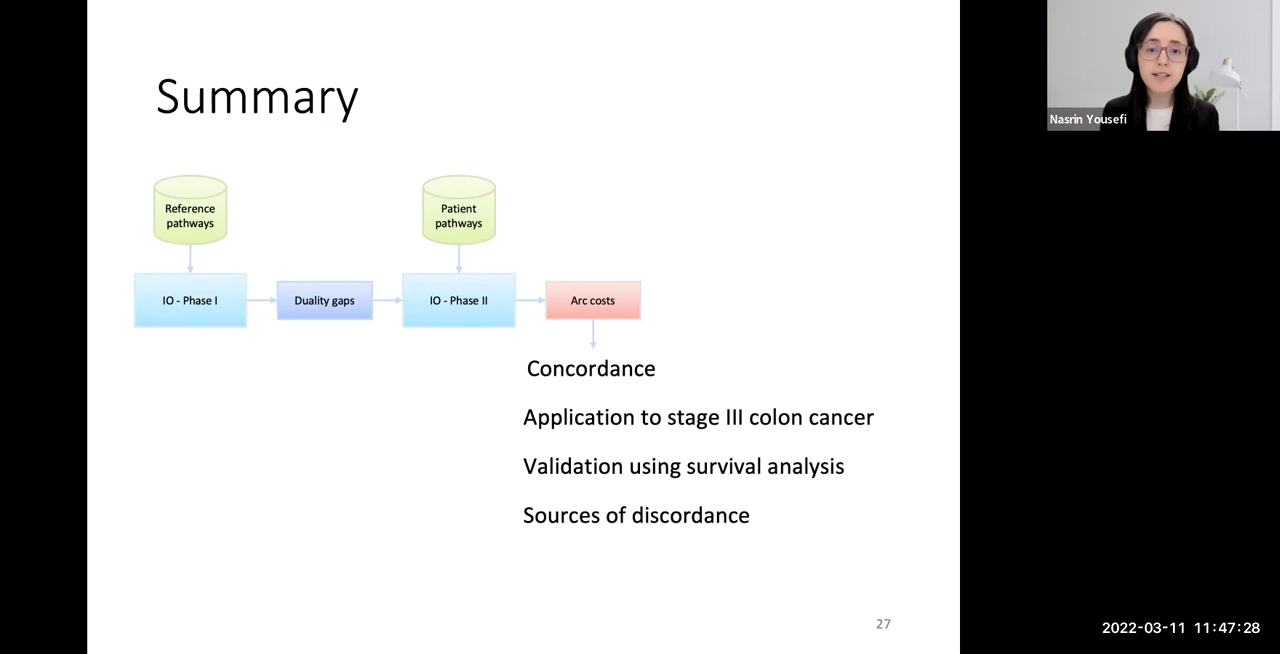 Summary
Reference
pathways
Patient
pathways
IO - Phase I
Duality gaps
IO - Phase II
Arc costs
Concordance
Application to stage III colon cancer
Validation using survival analysis
Sources of discordance
27
Nasrin Yousefi
2022-03-11 11:47:28